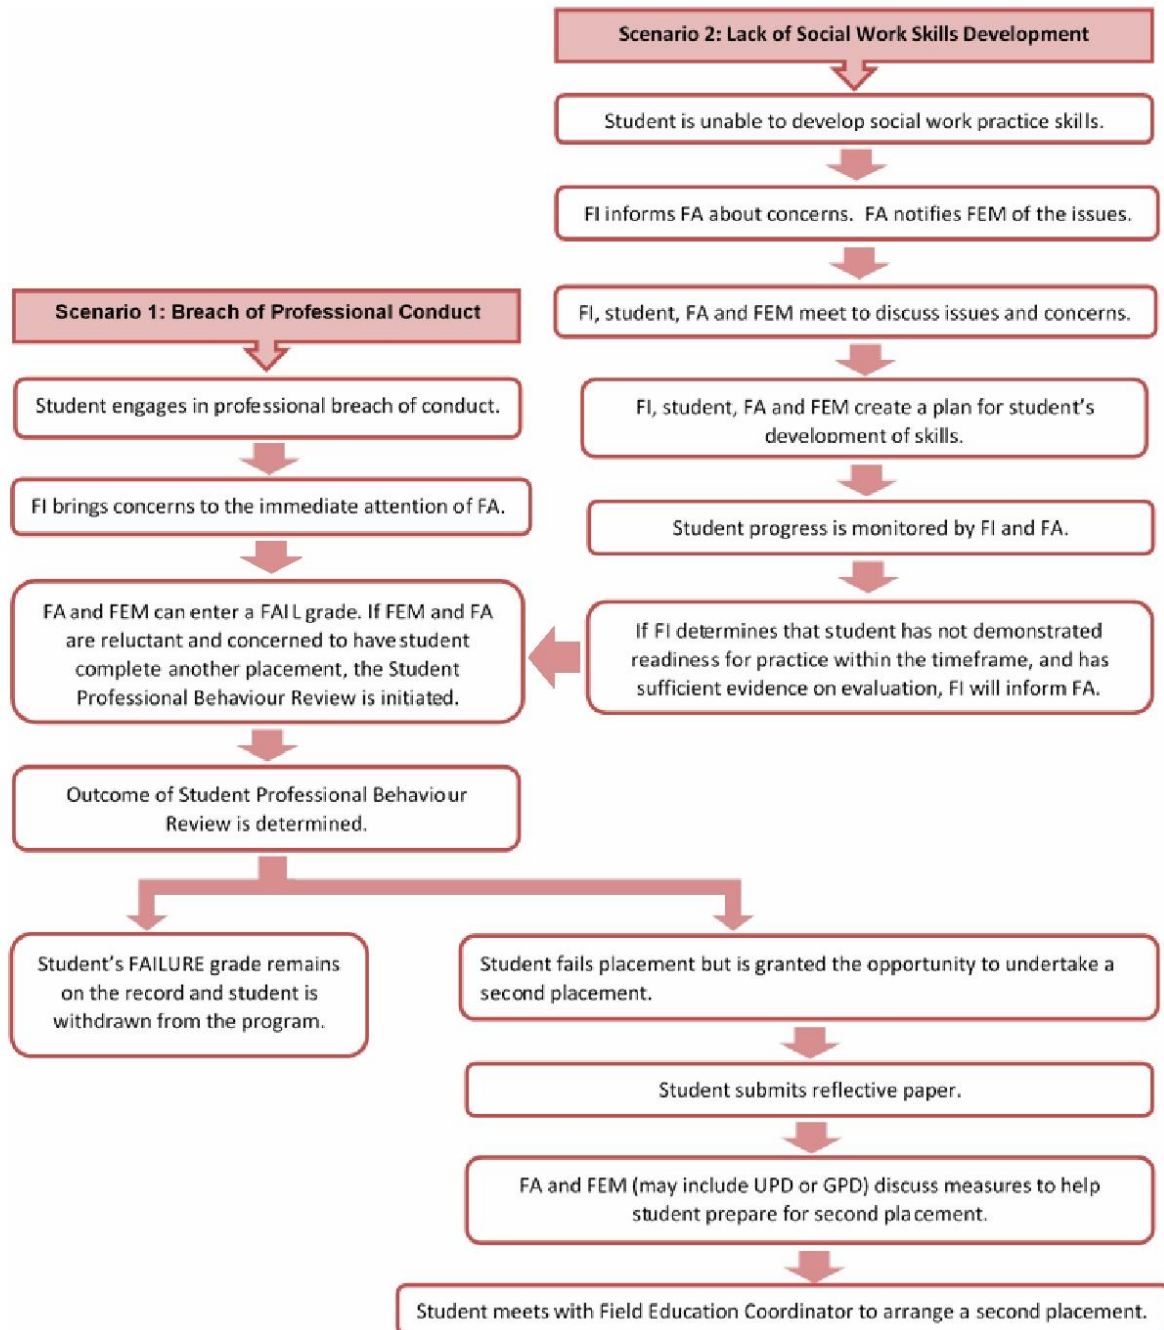 Scenario 2: Lack of Social Work Skills Development
Student is unable to develop social work practice skills.
FI informs FA about concerns. FA notifies FEM of the issues.
FI, student, FA and FEM meet to discuss issues and concerns.
FI, student, FA and FEM create a plan for student’s
development of skills.
Student progress is monitored by FI and FA.
If FI determines that student has not demonstrated
readiness for practice within the timeframe, and has
sufficient evidence on evaluation, FI will inform FA.
Scenario 1: Breach of Professional Conduct
Student engages in professional breach of conduct.
FI brings concerns to the immediate attention of FA.
FA and FEM can enter a FAIL grade. If FEM and FA
are reluctant and concerned to have student
complete another placement, the Student
Professional Behaviour Review is initiated.
Outcome of Student Professional Behaviour
Review is determined.
Student’s FAILURE grade remains
on the record and student is
withdrawn from the program.
Student fails placement but is granted the opportunity to undertake a
second placement.
Student submits reflective paper.
FA and FEM (may include UPD or GPD) discuss measures to help
student prepare for second placement.
Student meets with Field Education Coordinator to arrange a second placement.